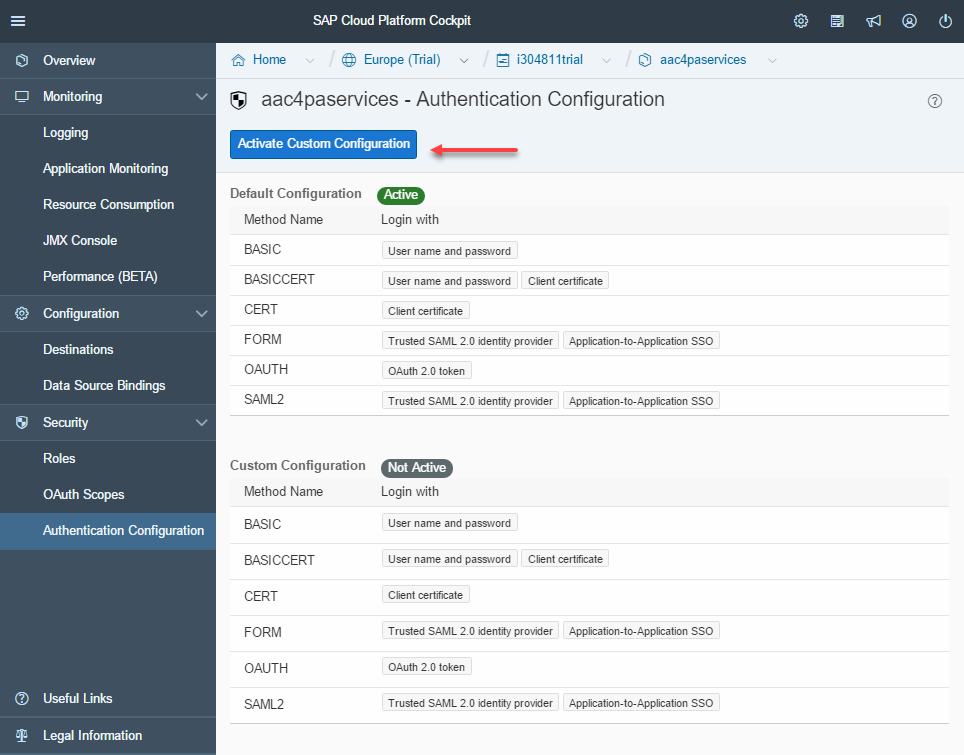 SAP Cloud Platform Cockpit
Overview
Monitoring
Logging
Application Monitoring
Resource Consumption
JMX Console
Performance (BETA)
Configuration
Destinations
Data Source Bindings
Security
Roles
OAuth Scopes
Authentication Configuration
Useful Links
Legal Information
Home / Europe (Trial) / i304811trial / aac4paservices
aac4paservices - Authentication Configuration
Activate Custom Configuration
Default Configuration Active
Method Name Login with
BASIC User name and password
BASICCERT User name and password Client certificate
CERT Client certificate
FORM Trusted SAML 2.0 identity provider Application-to-Application SSO
OAUTH OAuth 2.0 token
SAML2 Trusted SAML 2.0 identity provider Application-to-Application SSO
Custom Configuration Not Active
Method Name Login with
BASIC User name and password
BASICCERT User name and password Client certificate
CERT Client certificate
FORM Trusted SAML 2.0 identity provider Application-to-Application SSO
OAUTH OAuth 2.0 token
SAML2 Trusted SAML 2.0 identity provider Application-to-Application SSO